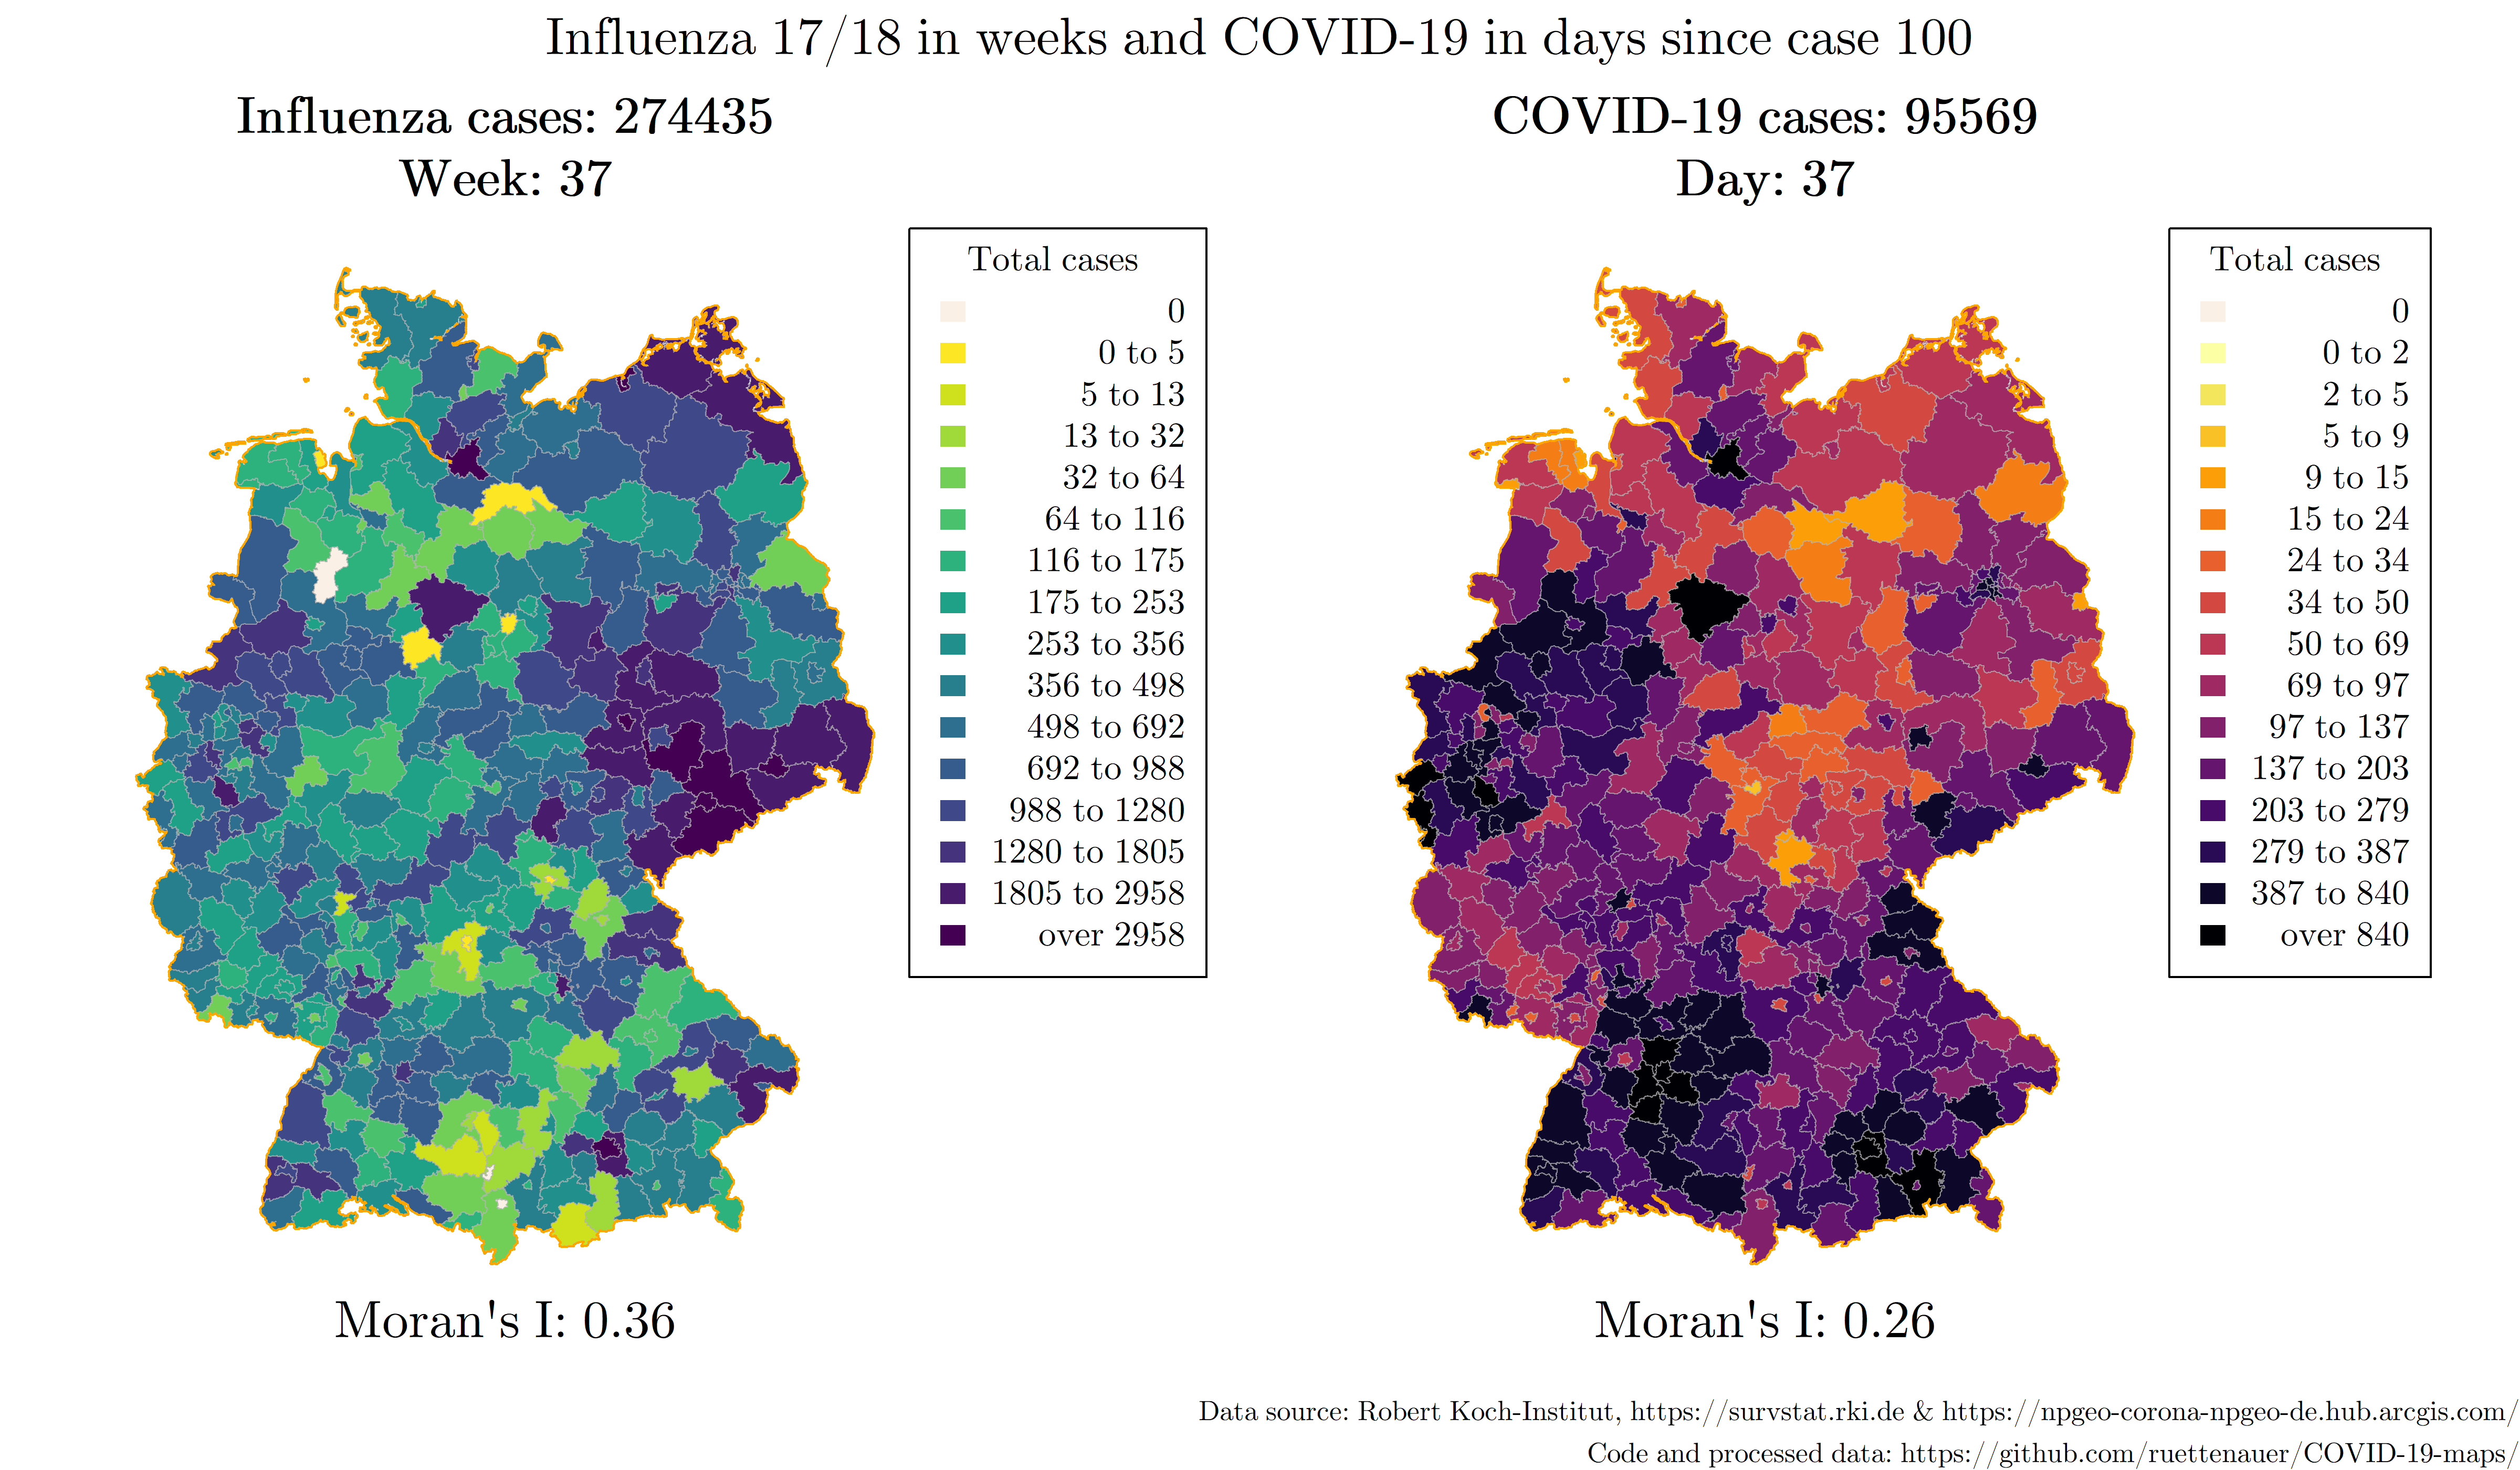 Influenza 17/18 in weeks and COVID-19 in days since case 100
Influenza cases: 274435
Week: 37
Total cases
0
0 to 5
5 to 13
13 to 32
32 to 64
64 to 116
116 to 175
175 to 253
253 to 356
356 to 498
498 to 692
692 to 988
988 to 1280
1280 to 1805
1805 to 2958
over 2958
Moran's I: 0.36
COVID-19 cases: 95569
Day: 37
Total cases
0
0 to 2
2 to 5
5 to 9
9 to 15
15 to 24
24 to 34
34 to 50
50 to 69
69 to 97
97 to 137
137 to 203
203 to 279
279 to 387
387 to 840
over 840
Moran's I: 0.26
Data source: Robert Koch-Institut, https://survstat.rki.de & https://npgeo-corona-npgeo-de.hub.arcgis.com/
Code and processed data: https://github.com/ruettenauer/COVID-19-maps/